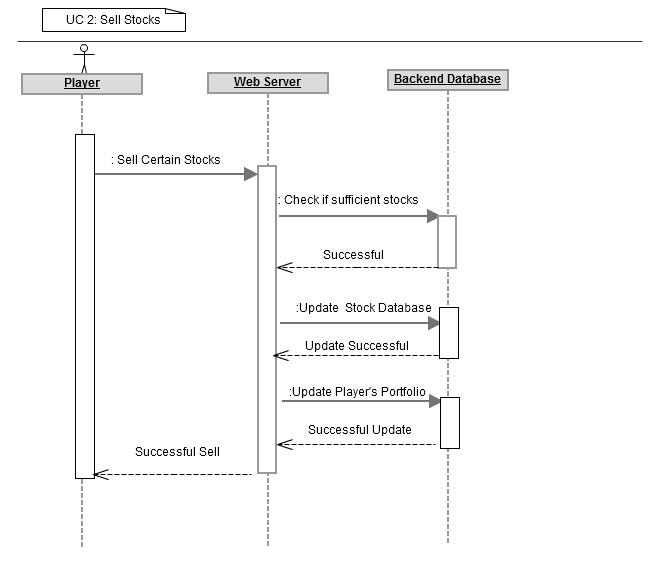 UC 2: Sell Stocks
Player
Web Server
Backend Database
: Sell Certain Stocks
: Check if sufficient stocks
Successful
:Update Stock Database
Update Successful
:Update Player's Portfolio
Successful Update
Successful Sell